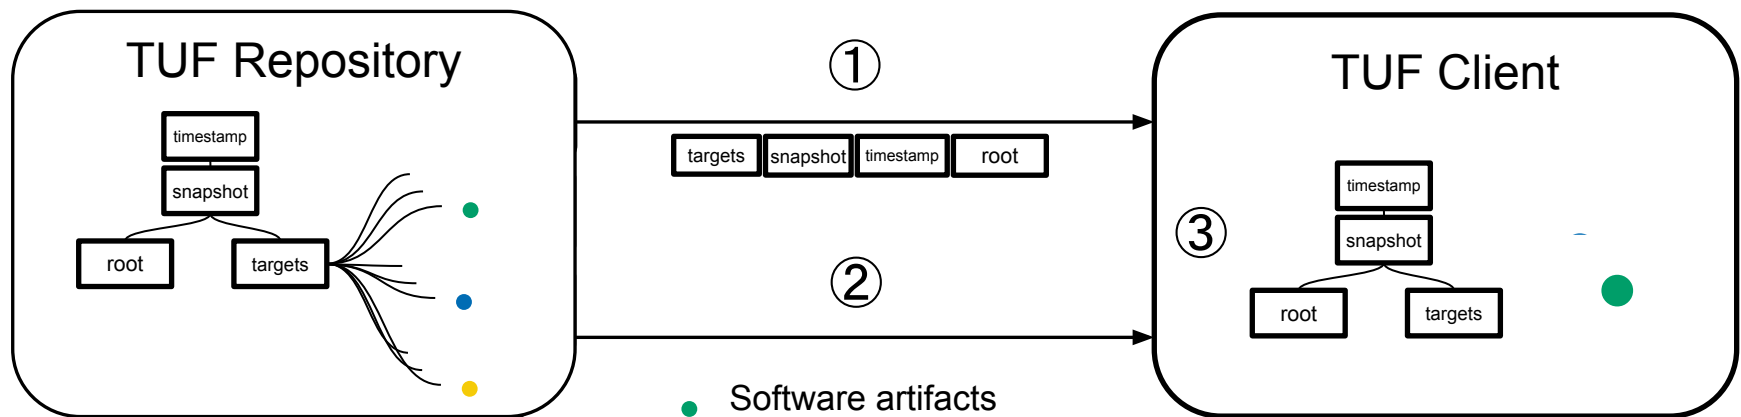 TUF Repository
timestamp
snapshot
root
targets
①
targets snapshot timestamp root
②
Software artifacts
TUF Client
③
timestamp
snapshot
root
targets